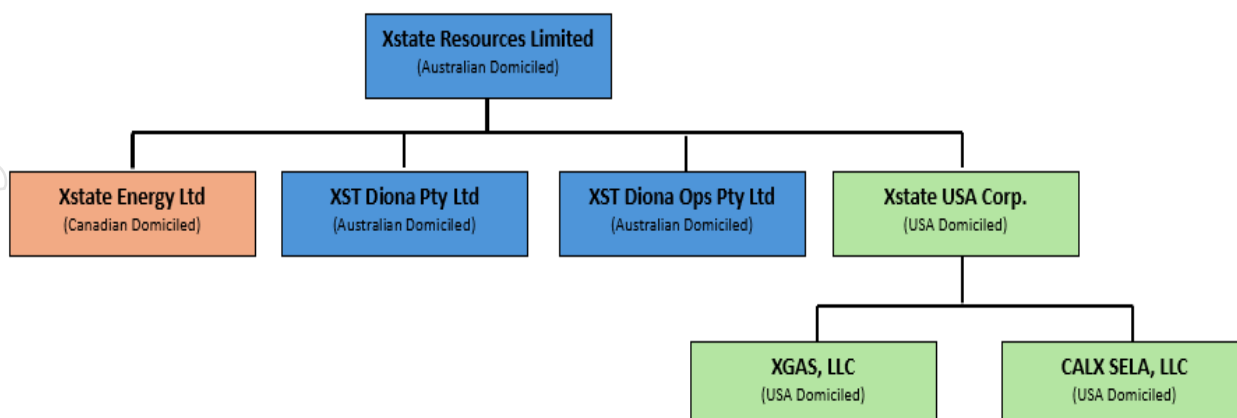 Xstate Resources Limited
(Australian Domiciled)
Xstate Energy Ltd
(Canadian Domiciled)
XST Diona Pty Ltd
(Australian Domiciled)
XST Diona Ops Pty Ltd
(Australian Domiciled)
Xstate USA Corp.
(USA Domiciled)
XGAS, LLC
(USA Domiciled)
CALX SELA, LLC
(USA Domiciled)